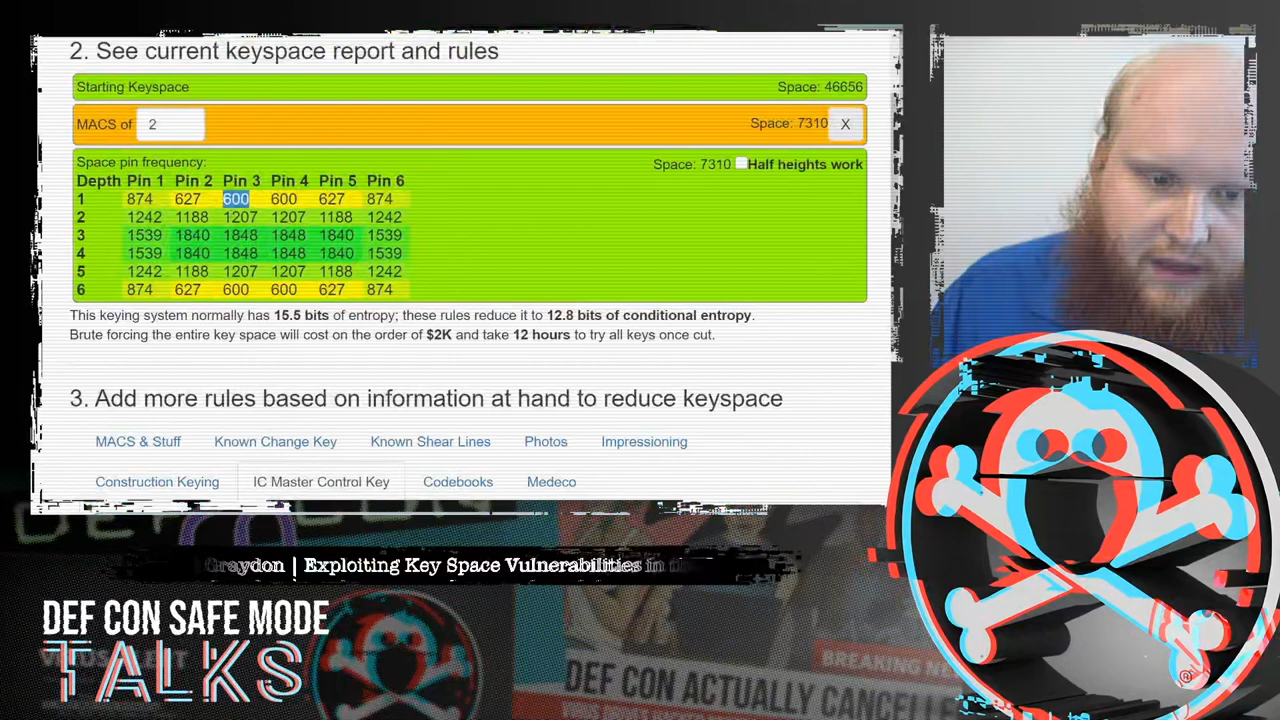 2. See current keyspace report and rules
Starting Keyspace Space: 46656
MACS of 2 Space: 7310 X
Space pin frequency: Space: 7310 Half heights work
Depth Pin 1 Pin 2 Pin 3 Pin 4 Pin 5 Pin 6
1 874 627 600 600 627 874
2 1242 1188 1207 1207 1188 1242
3 1539 1840 1848 1848 1840 1539
4 1539 1840 1848 1848 1840 1539
5 1242 1188 1207 1207 1188 1242
6 874 627 600 600 627 874
This keying system normally has 15.5 bits of entropy; these rules reduce it to 12.8 bits of conditional entropy.
Brute forcing the entire key space will cost on the order of $2K and take 12 hours to try all keys once cut.
3. Add more rules based on information at hand to reduce keyspace
MACS & Stuff Known Change Key Known Shear Lines Photos Impressioning
Construction Keying IC Master Control Key Codebooks Medeco
Graydon | Exploiting Key Space Vulnerabilities in
DEF CON SAFE MODE
TALKS
BREAKING
DEF CON ACTUALLY